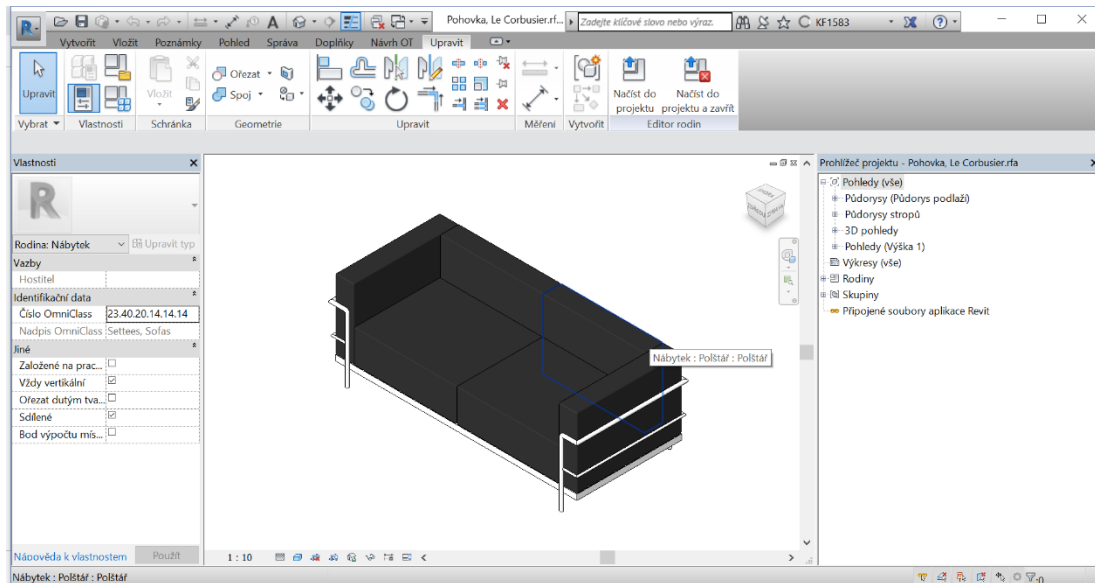 Pohovka, Le Corbusier.rf... Zadejte klíčové slovo nebo výraz. KF1583
Vytvořit Vložit Poznámky Pohled Správa Doplňky Návrh OT Upravit
Upravit Vložit Ořezat Spoj Načíst do projektu Načíst do projektu a zavřít
Vybrat Vlastnosti Schránka Geometrie Upravit Měření Vytvořit Editor rodin
Vlastnosti
R
Rodina: Nábytek Upravit typ
Vazby
Hostitel
Identifikační data
Číslo OmniClass 23.40.20.14.14.14
Nadpis OmniClass Settees, Sofas
Jiné
Založené na prac...
Vždy vertikální
Ořezat dutým tva...
Sdílené
Bod výpočtu mís...
Nápověda k vlastnostem Použít
Nábytek : Polštář : Polštář
1 : 10
Prohlížeč projektu - Pohovka, Le Corbusier.rfa
Pohledy (vše)
Půdorysy (Půdorys podlaží)
Půdorysy stropů
3D pohledy
Pohledy (Výška 1)
Výkresy (vše)
Rodiny
Skupiny
Připojené soubory aplikace Revit
Nábytek : Polštář : Polštář :0